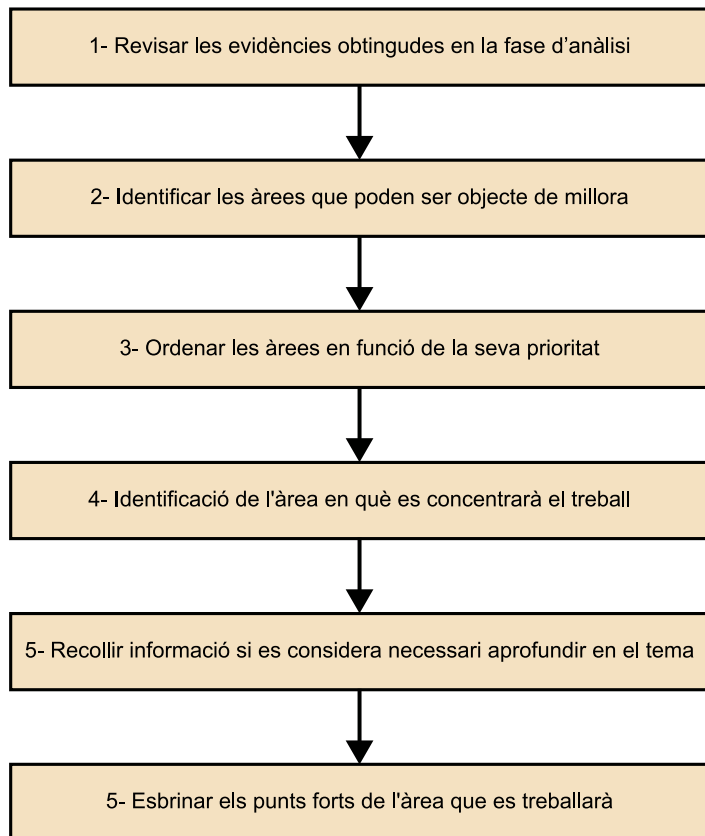 1- Revisar les evidències obtingudes en la fase d’anàlisi
2- Identificar les àrees que poden ser objecte de millora
3- Ordenar les àrees en funció de la seva prioritat
4- Identificació de l'àrea en què es concentrarà el treball
5- Recollir informació si es considera necessari aprofundir en el tema
5- Esbrinar els punts forts de l'àrea que es treballarà